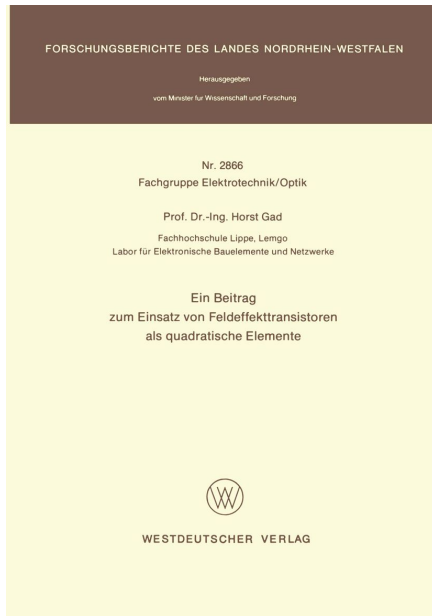 FORSCHUNGSBERICHTE DES LANDES NORDRHEIN-WESTFALEN
Herausgegeben
vom Minister für Wissenschaft und Forschung
Nr. 2866
Fachgruppe Elektrotechnik/Optik
Prof. Dr.-Ing. Horst Gad
Fachhochschule Lippe, Lemgo
Labor für Elektronische Bauelemente und Netzwerke
Ein Beitrag
zum Einsatz von Feldeffekttransistoren
als quadratische Elemente
WESTDEUTSCHER VERLAG